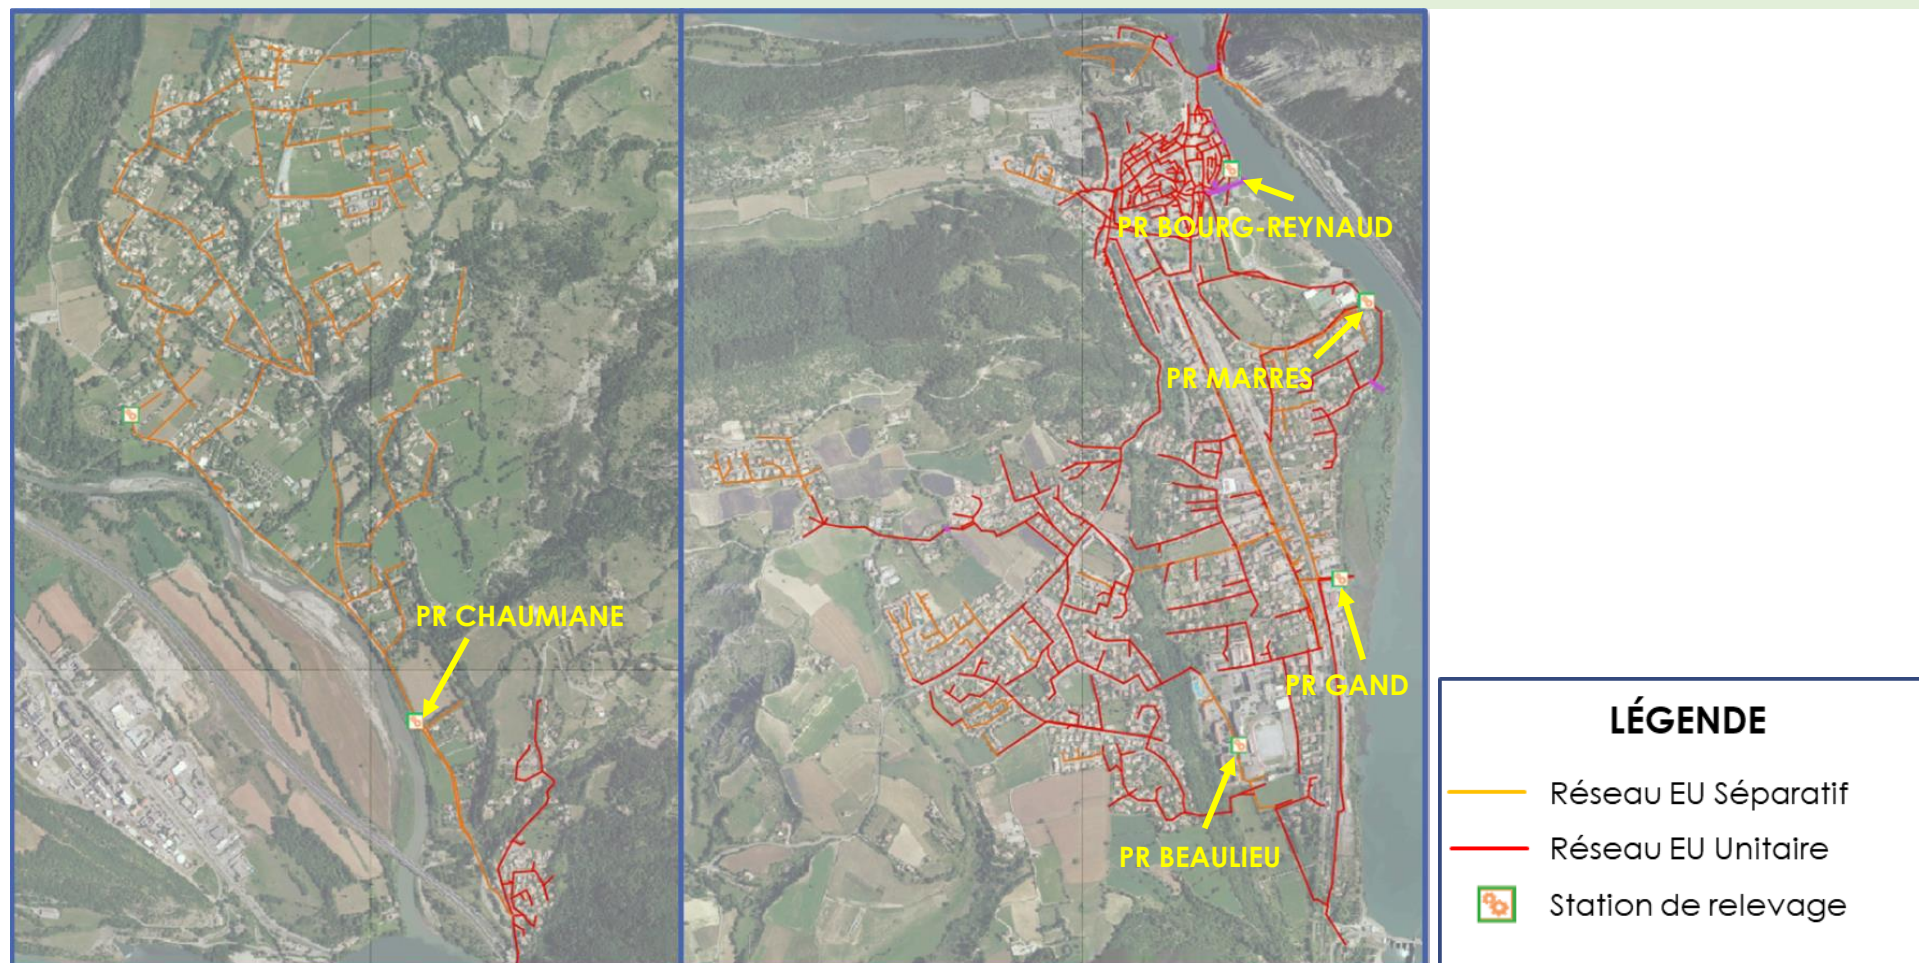 PR CHAUMIANE
PR BOURG-REYNAUD
PR MARRES
PR GAND
PR BEAULIEU
LÉGENDE
Réseau EU Séparatif
Réseau EU Unitaire
Station de relevage